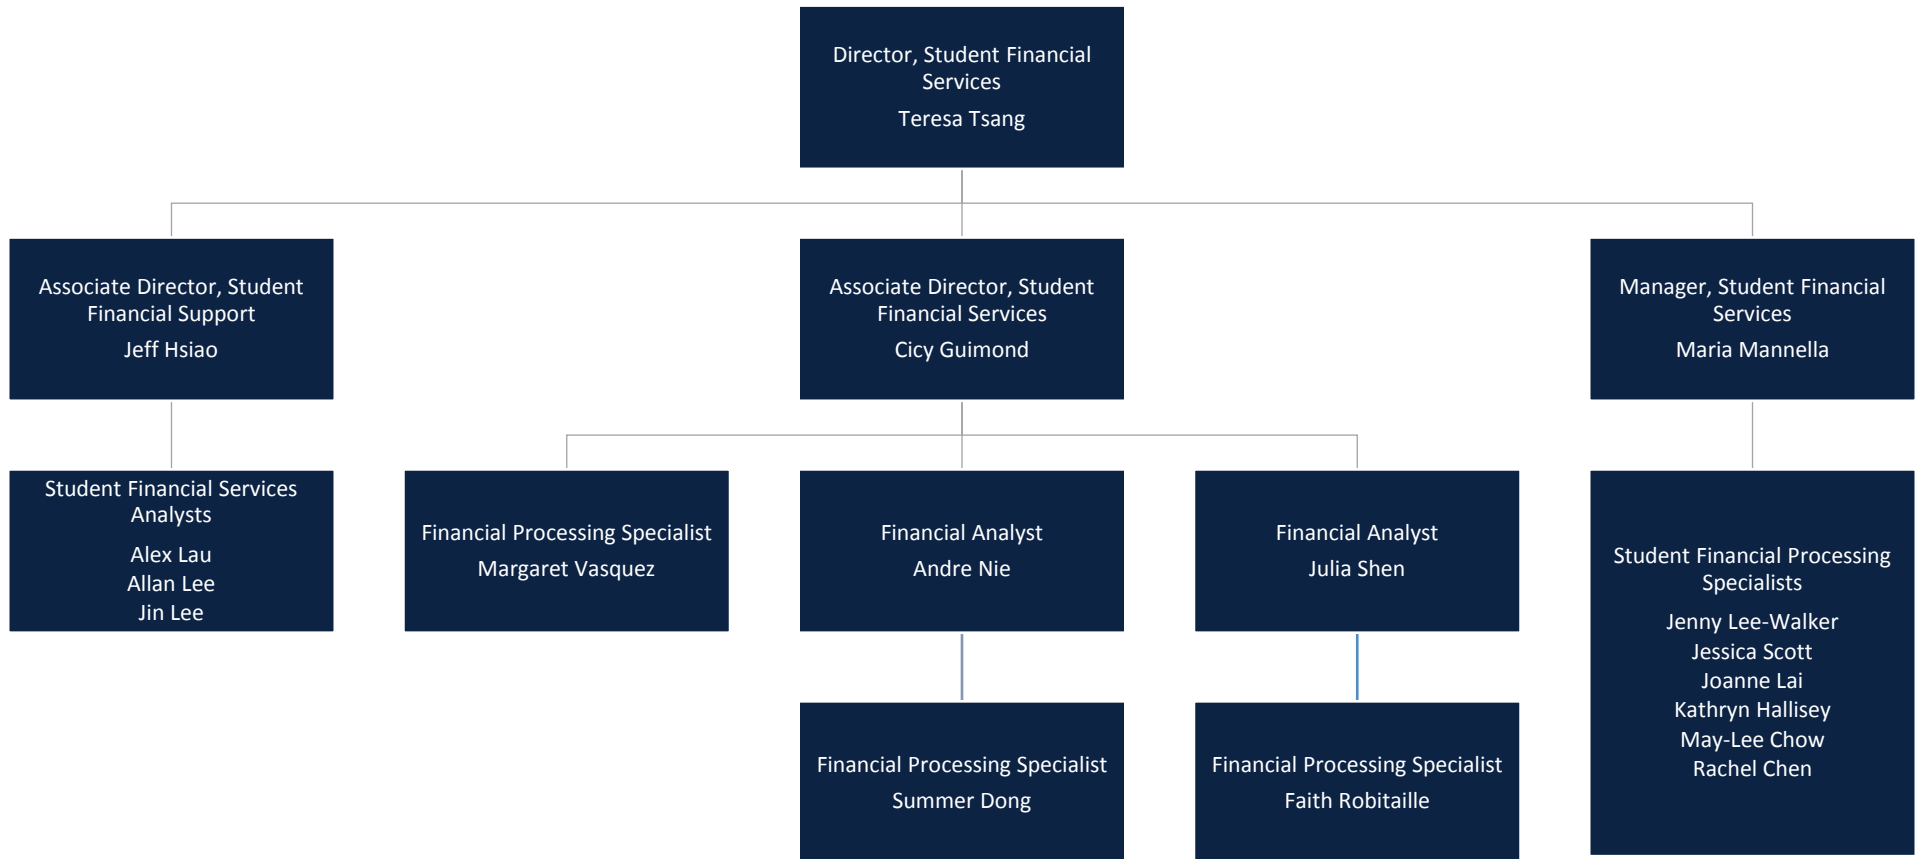 Director, Student Financial
Services
Teresa Tsang
Associate Director, Student
Financial Support
Jeff Hsiao
Associate Director, Student
Financial Services
Cicy Guimond
Manager, Student Financial
Services
Maria Mannella
Student Financial Services
Analysts
Alex Lau
Allan Lee
Jin Lee
Financial Processing Specialist
Margaret Vasquez
Financial Analyst
Andre Nie
Financial Analyst
Julia Shen
Student Financial Processing
Specialists
Jenny Lee-Walker
Jessica Scott
Joanne Lai
Kathryn Hallisey
May-Lee Chow
Rachel Chen
Financial Processing Specialist
Summer Dong
Financial Processing Specialist
Faith Robitaille